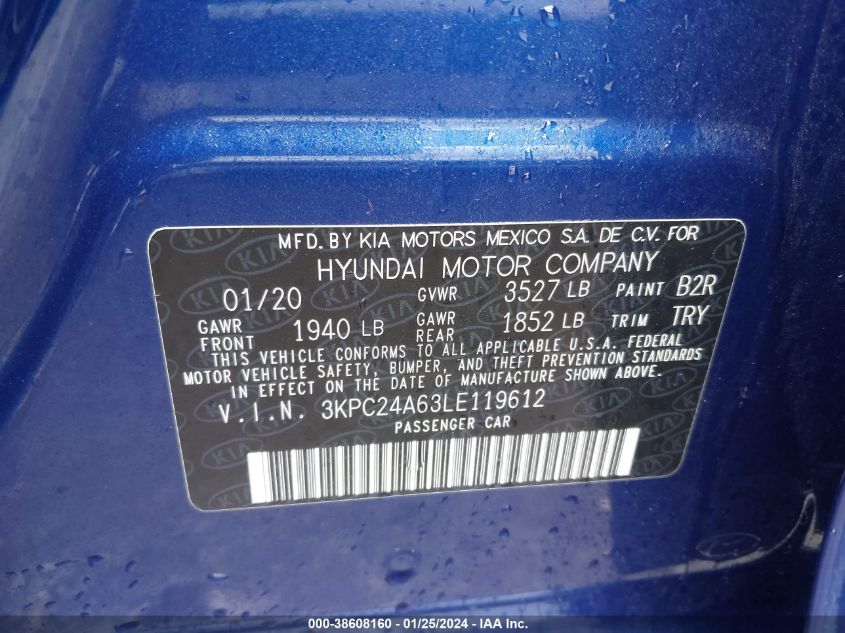 MFD. BY KIA MOTORS MEXICO S.A. DE C.V. FOR
HYUNDAI MOTOR COMPANY
01/20 GVWR 3527 LB PAINT B2R
GAWR FRONT 1940 LB GAWR REAR 1852 LB TRIM TRY
THIS VEHICLE CONFORMS TO ALL APPLICABLE U.S.A. FEDERAL
MOTOR VEHICLE SAFETY, BUMPER, AND THEFT PREVENTION STANDARDS
IN EFFECT ON THE DATE OF MANUFACTURE SHOWN ABOVE.
V.I.N. 3KPC24A63LE119612
PASSENGER CAR
000-38608160 - 01/25/2024 - IAA, Inc.